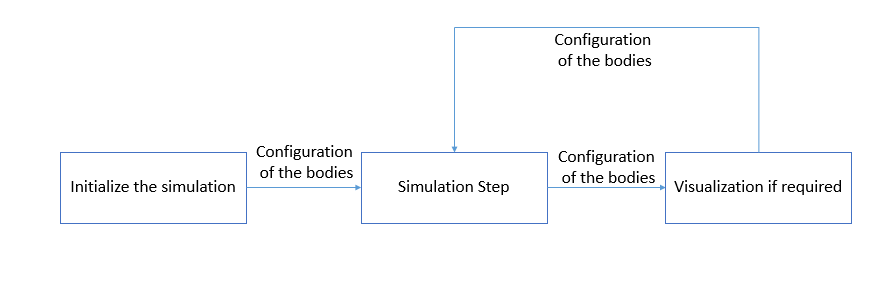 Configuration
of the bodies
Initialize the simulation
Configuration
of the bodies
Simulation Step
Configuration
of the bodies
Visualization if required